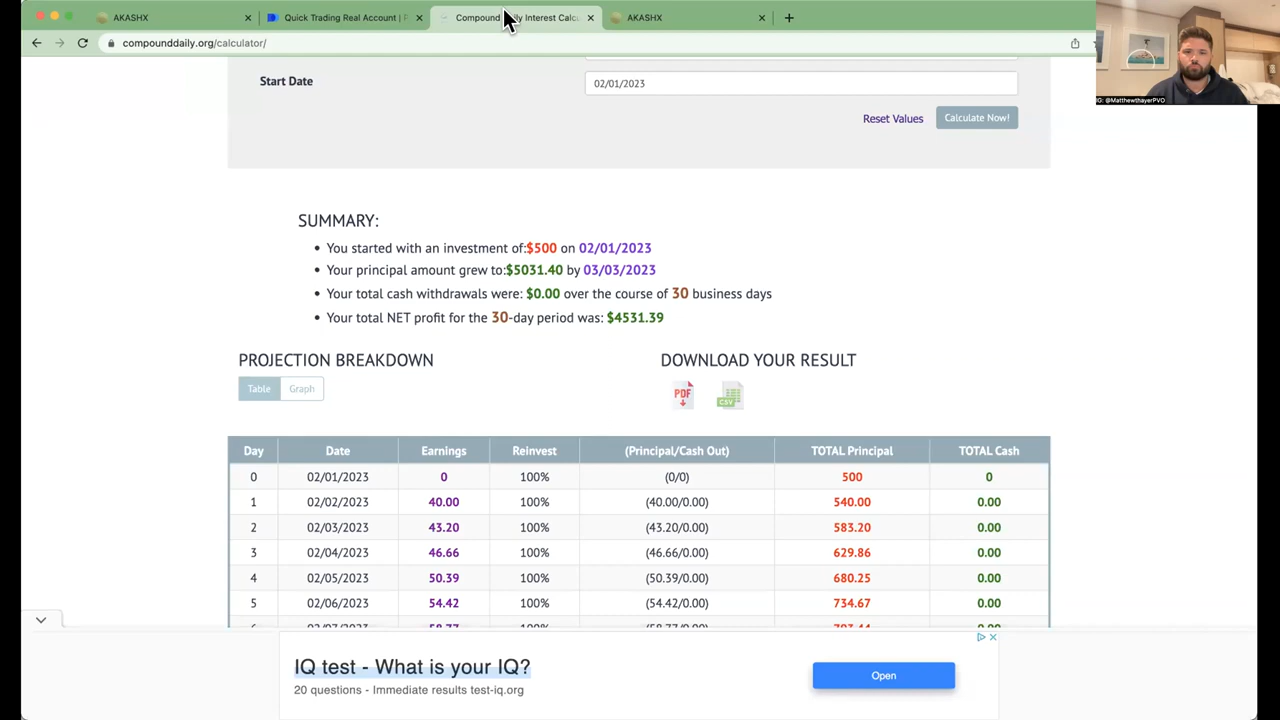 AKASHX
Quick Trading Real Account | P
Compound Daily Interest Calcu
AKASHX
compounddaily.org/calculator/
IG: @MatthewthayerPVO
Start Date
02/01/2023
Reset Values
Calculate Now!
SUMMARY:
You started with an investment of:$500 on 02/01/2023
Your principal amount grew to:$5031.40 by 03/03/2023
Your total cash withdrawals were: $0.00 over the course of 30 business days
Your total NET profit for the 30-day period was: $4531.39
PROJECTION BREAKDOWN
DOWNLOAD YOUR RESULT
Table Graph
PDF
CSV
Day Date Earnings Reinvest (Principal/Cash Out) TOTAL Principal TOTAL Cash
0 02/01/2023 0 100% (0/0) 500 0
1 02/02/2023 40.00 100% (40.00/0.00) 540.00 0.00
2 02/03/2023 43.20 100% (43.20/0.00) 583.20 0.00
3 02/04/2023 46.66 100% (46.66/0.00) 629.86 0.00
4 02/05/2023 50.39 100% (50.39/0.00) 680.25 0.00
5 02/06/2023 54.42 100% (54.42/0.00) 734.67 0.00
IQ test - What is your IQ?
20 questions - Immediate results test-iq.org
Open